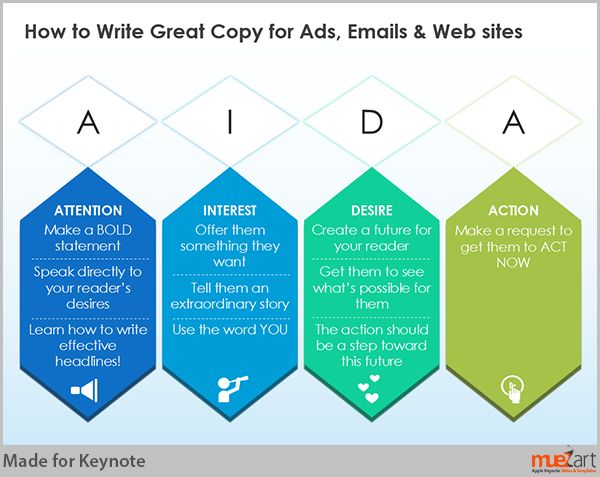 How to Write Great Copy for Ads, Emails & Web sites
A
I
D
A
ATTENTION
Make a BOLD
statement
Speak directly to
your reader's
desires
Learn how to write
effective
headlines!
INTEREST
Offer them
something they
want
Tell them an
extraordinary story
Use the word YOU
DESIRE
Create a future for
your reader
Get them to see
what's possible for
them
The action should
be a step toward
this future
ACTION
Make a request to
get them to ACT
NOW
Made for Keynote
muezart
Apple Keynote Slides & Templates